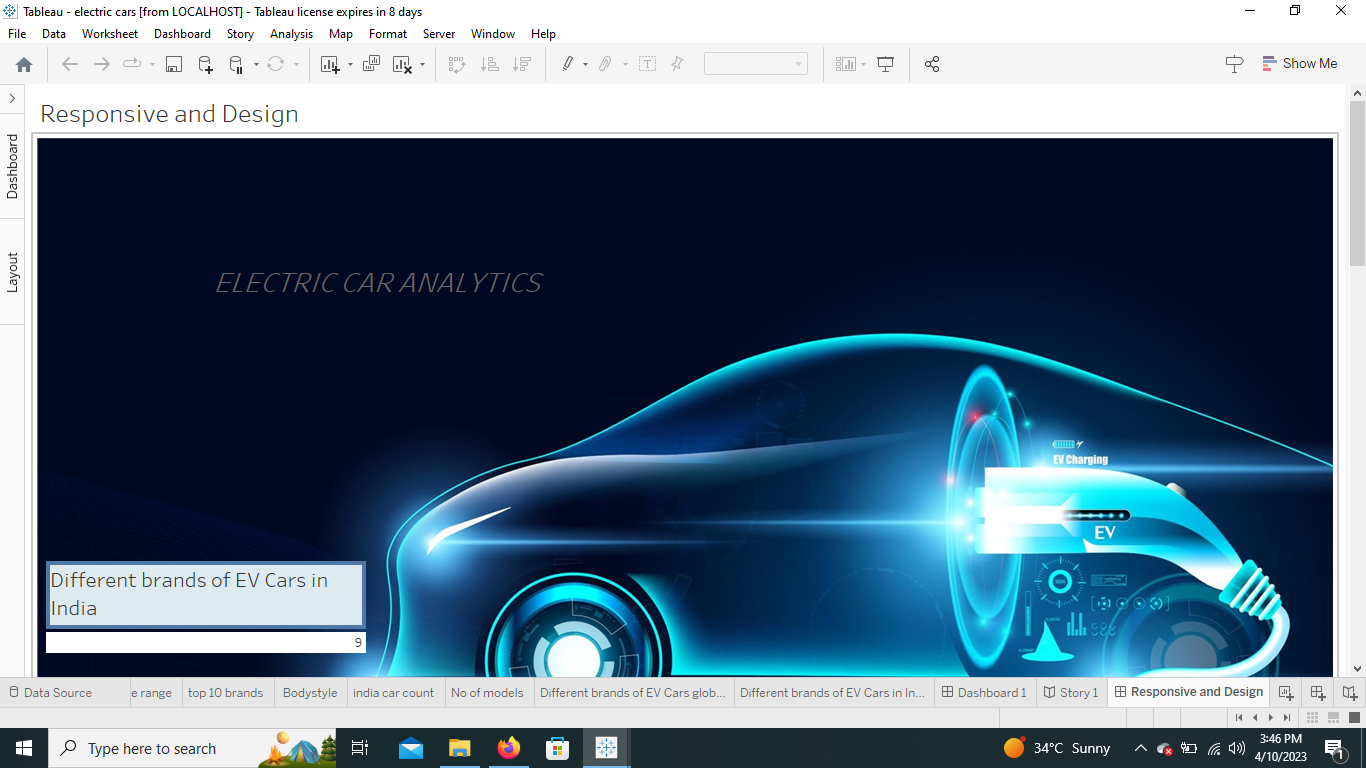 Tableau - electric cars [from LOCALHOST] - Tableau license expires in 8 days
File Data Worksheet Dashboard Story Analysis Map Format Server Window Help
Show Me
Dashboard
Layout
Responsive and Design
ELECTRIC CAR ANALYTICS
EV Charging
EV
100%
Different brands of EV Cars in
India
9
Data Source e range top 10 brands Bodystyle india car count No of models Different brands of EV Cars glob... Different brands of EV Cars in In... Dashboard 1 Story 1 Responsive and Design
Type here to search
34°C Sunny
3:46 PM
4/10/2023
1